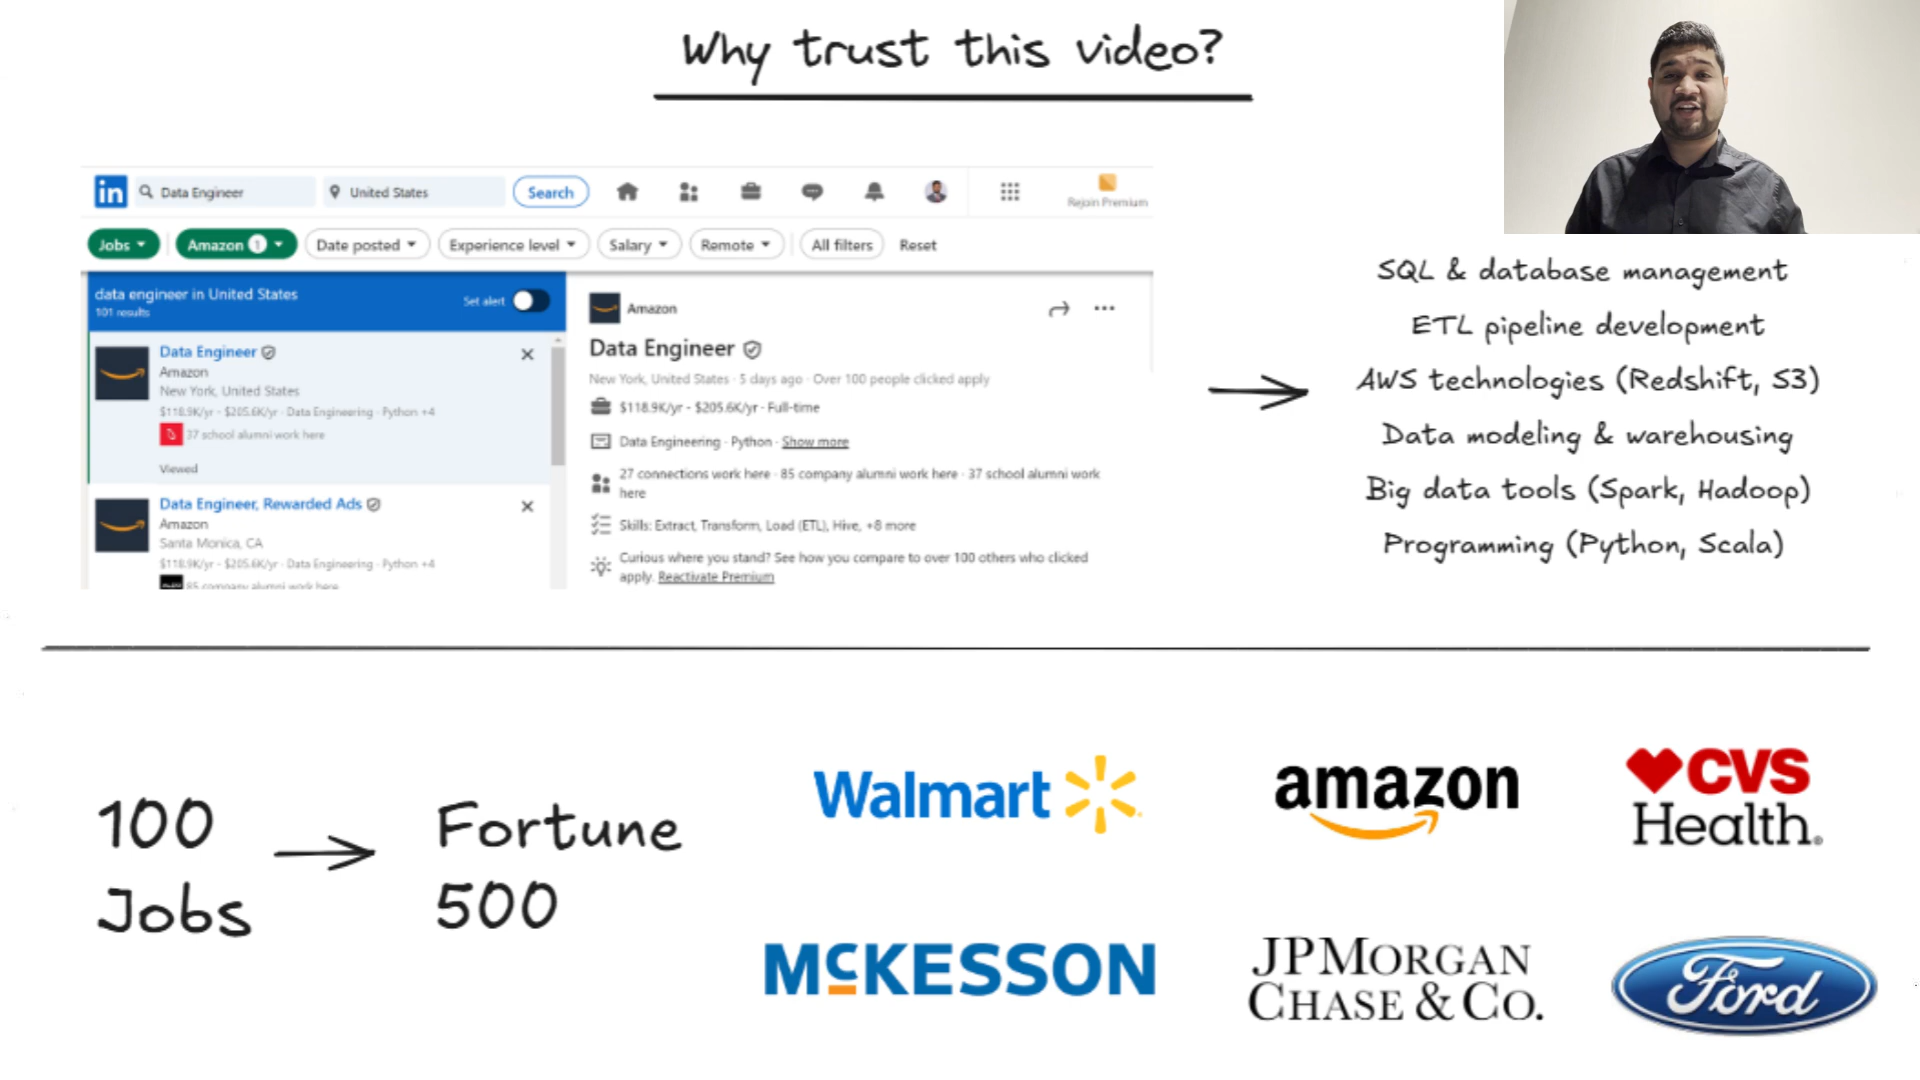 Why trust this video?
in Data Engineer United States Search Rejoin Premium
Jobs Amazon 1 Date posted Experience level Salary Remote All filters Reset
data engineer in United States
101 results
Set alert
Data Engineer
Amazon
New York, United States
$118.9K/yr - $205.6K/yr · Data Engineering · Python +4
37 school alumni work here
Viewed
Data Engineer, Rewarded Ads
Amazon
Santa Monica, CA
$118.9K/yr - $205.6K/yr · Data Engineering · Python +4
85 company alumni work here
Amazon
Data Engineer
New York, United States · 5 days ago · Over 100 people clicked apply
$118.9K/yr - $205.6K/yr · Full-time
Data Engineering · Python · Show more
27 connections work here · 85 company alumni work here · 37 school alumni work
here
Skills: Extract, Transform, Load (ETL), Hive, +8 more
Curious where you stand? See how you compare to over 100 others who clicked
apply. Reactivate Premium
SQL & database management
ETL pipeline development
AWS technologies (Redshift, S3)
Data modeling & warehousing
Big data tools (Spark, Hadoop)
Programming (Python, Scala)
100
Jobs
Fortune
500
Walmart
amazon
CVS
Health
McKESSON
JPMORGAN
CHASE & CO.
Ford